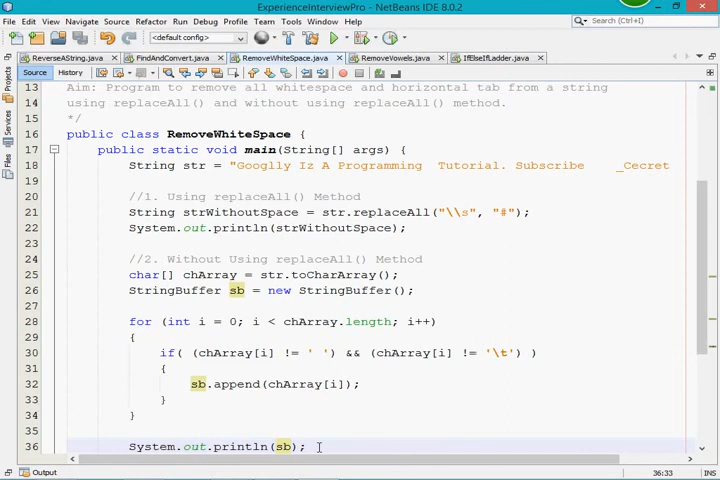 ExperienceInterviewPro - NetBeans IDE 8.0.2
File Edit View Navigate Source Refactor Run Debug Profile Team Tools Window Help
Search (Ctrl+I)
<default config>
ReverseAString.java FindAndConvert.java RemoveWhiteSpace.java RemoveVowels.java IfElseIfLadder.java
Source History
Projects
Services
Files
13 Aim: Program to remove all whitespace and horizontal tab from a string
14 using replaceAll() and without using replaceAll() method.
15 */
16 public class RemoveWhiteSpace {
17 public static void main(String[] args) {
18 String str = "Googlly Iz A Programming  Tutorial. Subscribe    _Cecret
19
20 //1. Using replaceAll() Method
21 String strWithoutSpace = str.replaceAll("\\s", "#");
22 System.out.println(strWithoutSpace);
23
24 //2. Without Using replaceAll() Method
25 char[] chArray = str.toCharArray();
26 StringBuffer sb = new StringBuffer();
27
28 for (int i = 0; i < chArray.length; i++)
29 {
30 if( (chArray[i] != ' ') && (chArray[i] != '\t') )
31 {
32 sb.append(chArray[i]);
33 }
34 }
35
36 System.out.println(sb);
Output
36:33
INS